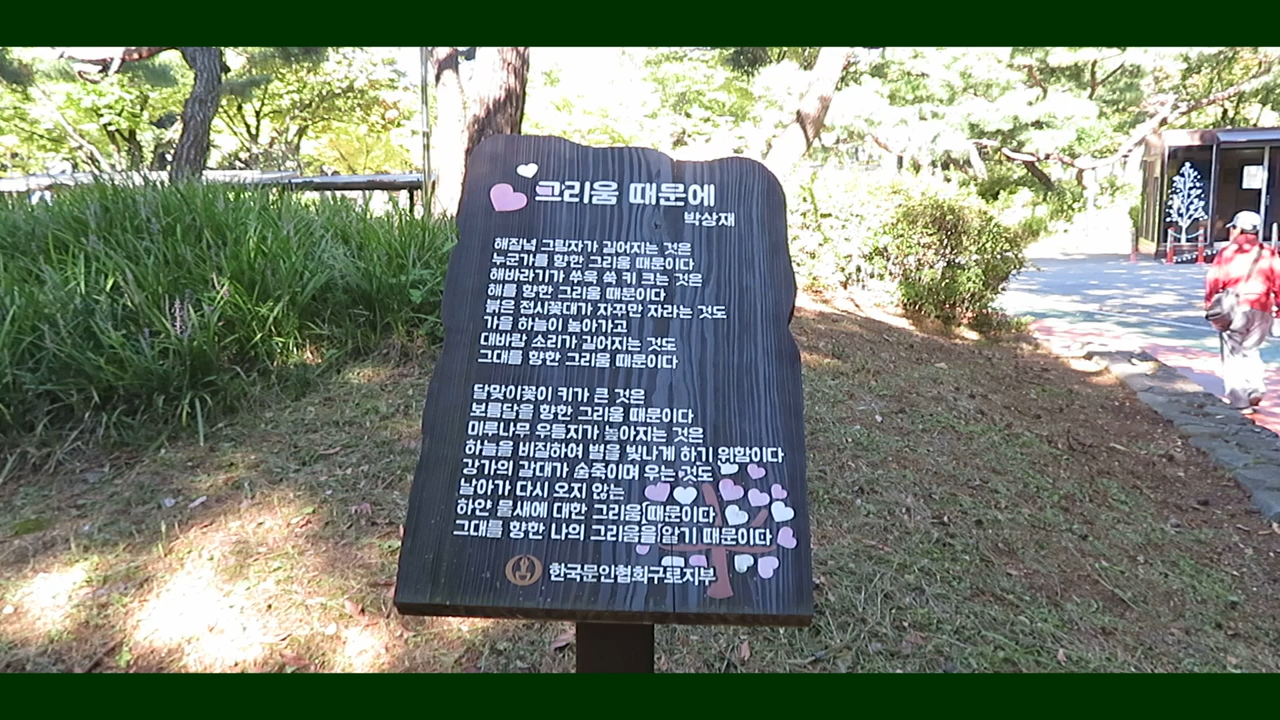 그리움 때문에
박상재
해질녘 그림자가 길어지는 것은
누군가를 향한 그리움 때문이다
해바라기가 쑤욱 쑥 키 크는 것은
해를 향한 그리움 때문이다
붉은 접시꽃대가 자꾸만 자라는 것도
가을 하늘이 높아가고
대바람 소리가 길어지는 것도
그대를 향한 그리움 때문이다
달맞이꽃이 키가 큰 것은
보름달을 향한 그리움 때문이다
미루나무 우듬지가 높아지는 것은
하늘을 비질하여 별을 빛나게 하기 위함이다
강가의 갈대가 숨죽이며 우는 것도
날아가 다시 오지 않는
하얀 물새에 대한 그리움 때문이다
그대를 향한 나의 그리움을 알기 때문이다
한국문인협회구로지부